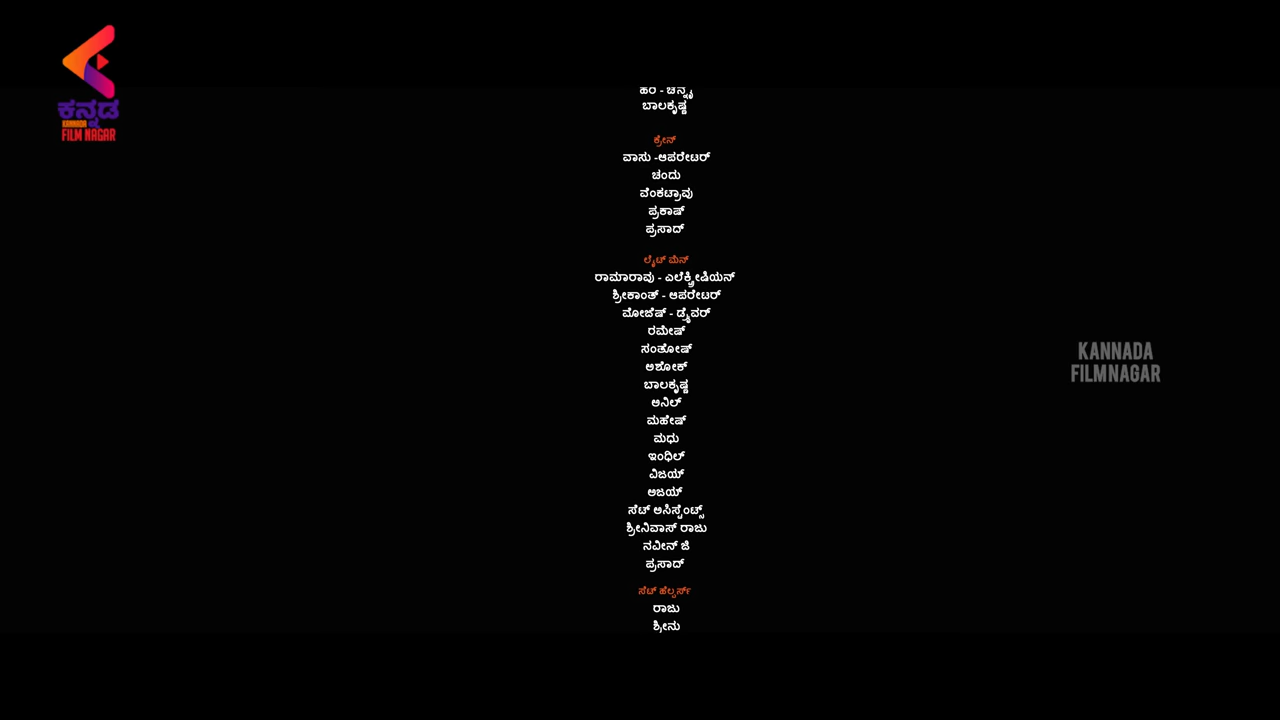 ಕನ್ನಡ
KANNADA
FILM NAGAR
ಬಾಲಕೃಷ್ಣ
ಕ್ರೇನ್
ವಾಸು -ಆಪರೇಟರ್
ಚಂದು
ವೆಂಕಟ್ರಾವು
ಪ್ರಕಾಷ್
ಪ್ರಸಾದ್
ಲೈಟ್ ಮೆನ್
ರಾಮಾರಾವು - ಎಲೆಕ್ಟ್ರೀಷಿಯನ್
ಶ್ರೀಕಾಂತ್ - ಆಪರೇಟರ್
ಮೋಜೆಷ್ - ಡ್ರೈವರ್
ರಮೇಷ್
ಸಂತೋಷ್
ಅಶೋಕ್
ಬಾಲಕೃಷ್ಣ
ಅನಿಲ್
ಮಹೇಷ್
ಮಧು
ಇಂಧಿಲ್
ವಿಜಯ್
ಅಜಯ್
ಸೆಟ್ ಅಸಿಸ್ಟೆಂಟ್ಸ್
ಶ್ರೀನಿವಾಸ್ ರಾಜು
ನವೀನ್ ಜಿ
ಪ್ರಸಾದ್
ಸೆಟ್ ಹೆಲ್ಪರ್ಸ್
ರಾಜು
ಶ್ರೀನು
KANNADA
FILMNAGAR